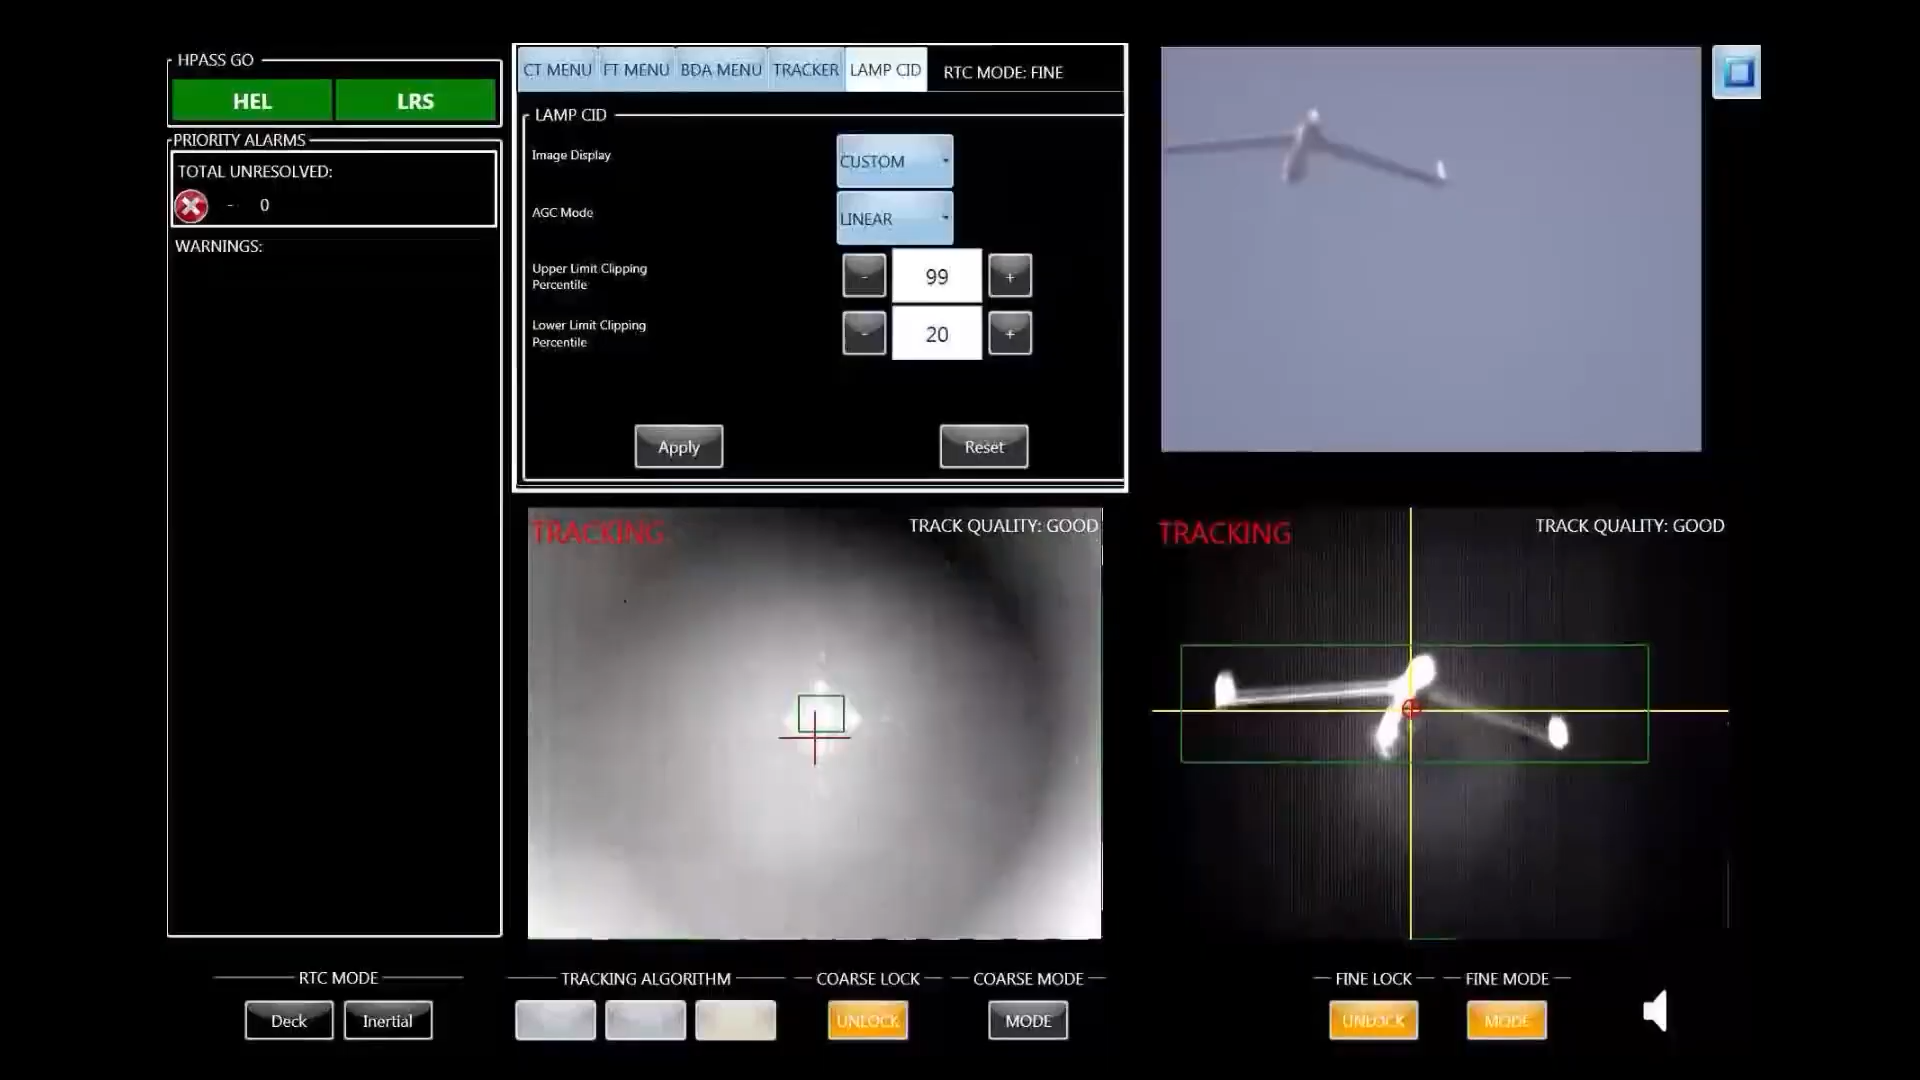 HPASS GO
HEL LRS
PRIORITY ALARMS
TOTAL UNRESOLVED:
- 0
WARNINGS:
CT MENU FT MENU BDA MENU TRACKER LAMP CID RTC MODE: FINE
LAMP CID
Image Display CUSTOM
AGC Mode LINEAR
Upper Limit Clipping
Percentile
- 99 +
Lower Limit Clipping
Percentile
- 20 +
Apply Reset
TRACKING TRACK QUALITY: GOOD
TRACKING TRACK QUALITY: GOOD
RTC MODE
Deck Inertial
TRACKING ALGORITHM
COARSE LOCK
UNLOCK
COARSE MODE
MODE
FINE LOCK
UNLOCK
FINE MODE
MODE